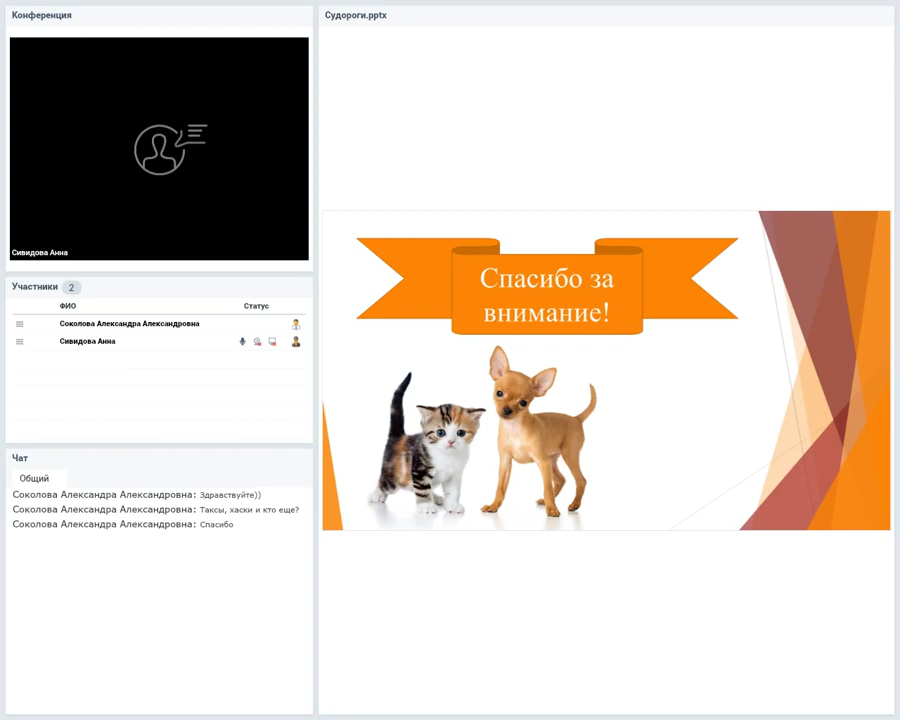 Конференция
Сивидова Анна
Участники 2
ФИО Статус
Соколова Александра Александровна
Сивидова Анна
Чат
Общий
Соколова Александра Александровна: Здравствуйте))
Соколова Александра Александровна: Таксы, хаски и кто еще?
Соколова Александра Александровна: Спасибо
Судороги.pptx
Спасибо за
внимание!